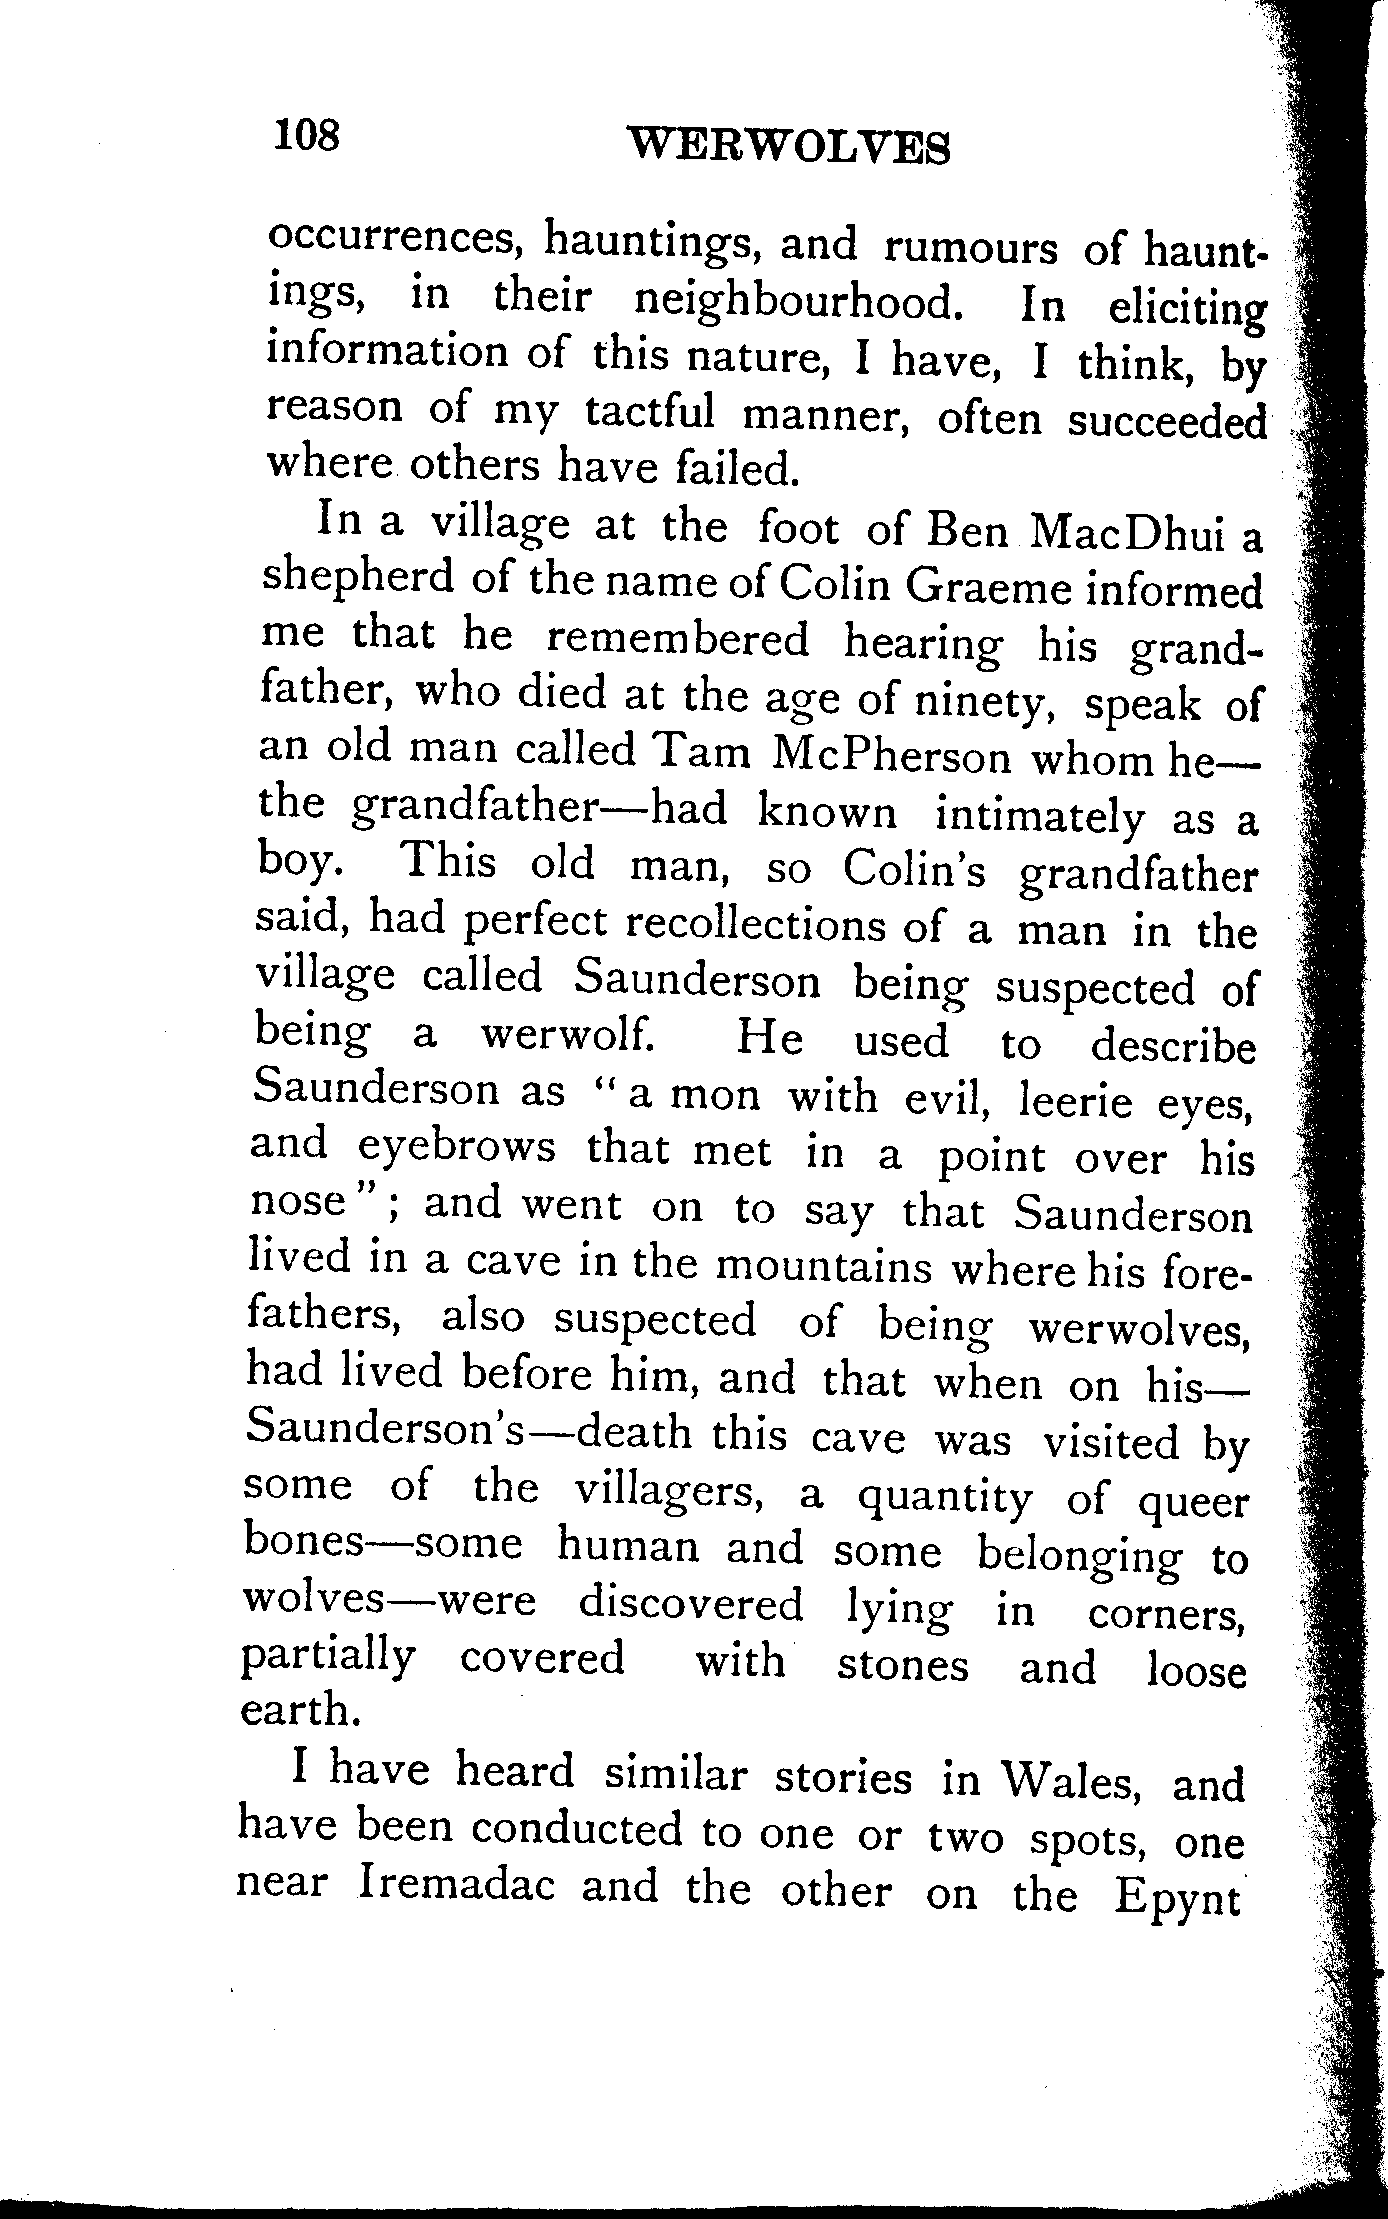 108 WERWOLVES
occurrences, hauntings, and rumours of haunt-
ings, in their neighbourhood. In eliciting
information of this nature, I have, I think, by
reason of my tactful manner, often succeeded
where others have failed.
In a village at the foot of Ben MacDhui a
shepherd of the name of Colin Graeme informed
me that he remembered hearing his grand-
father, who died at the age of ninety, speak of
an old man called Tam McPherson whom he—
the grandfather—had known intimately as a
boy. This old man, so Colin's grandfather
said, had perfect recollections of a man in the
village called Saunderson being suspected of
being a werwolf. He used to describe
Saunderson as “ a mon with evil, leerie eyes,
and eyebrows that met in a point over his
nose ” ; and went on to say that Saunderson
lived in a cave in the mountains where his fore-
fathers, also suspected of being werwolves,
had lived before him, and that when on his—
Saunderson's—death this cave was visited by
some of the villagers, a quantity of queer
bones—some human and some belonging to
wolves—were discovered lying in corners,
partially covered with stones and loose
earth.
I have heard similar stories in Wales, and
have been conducted to one or two spots, one
near Iremadac and the other on the Epynt